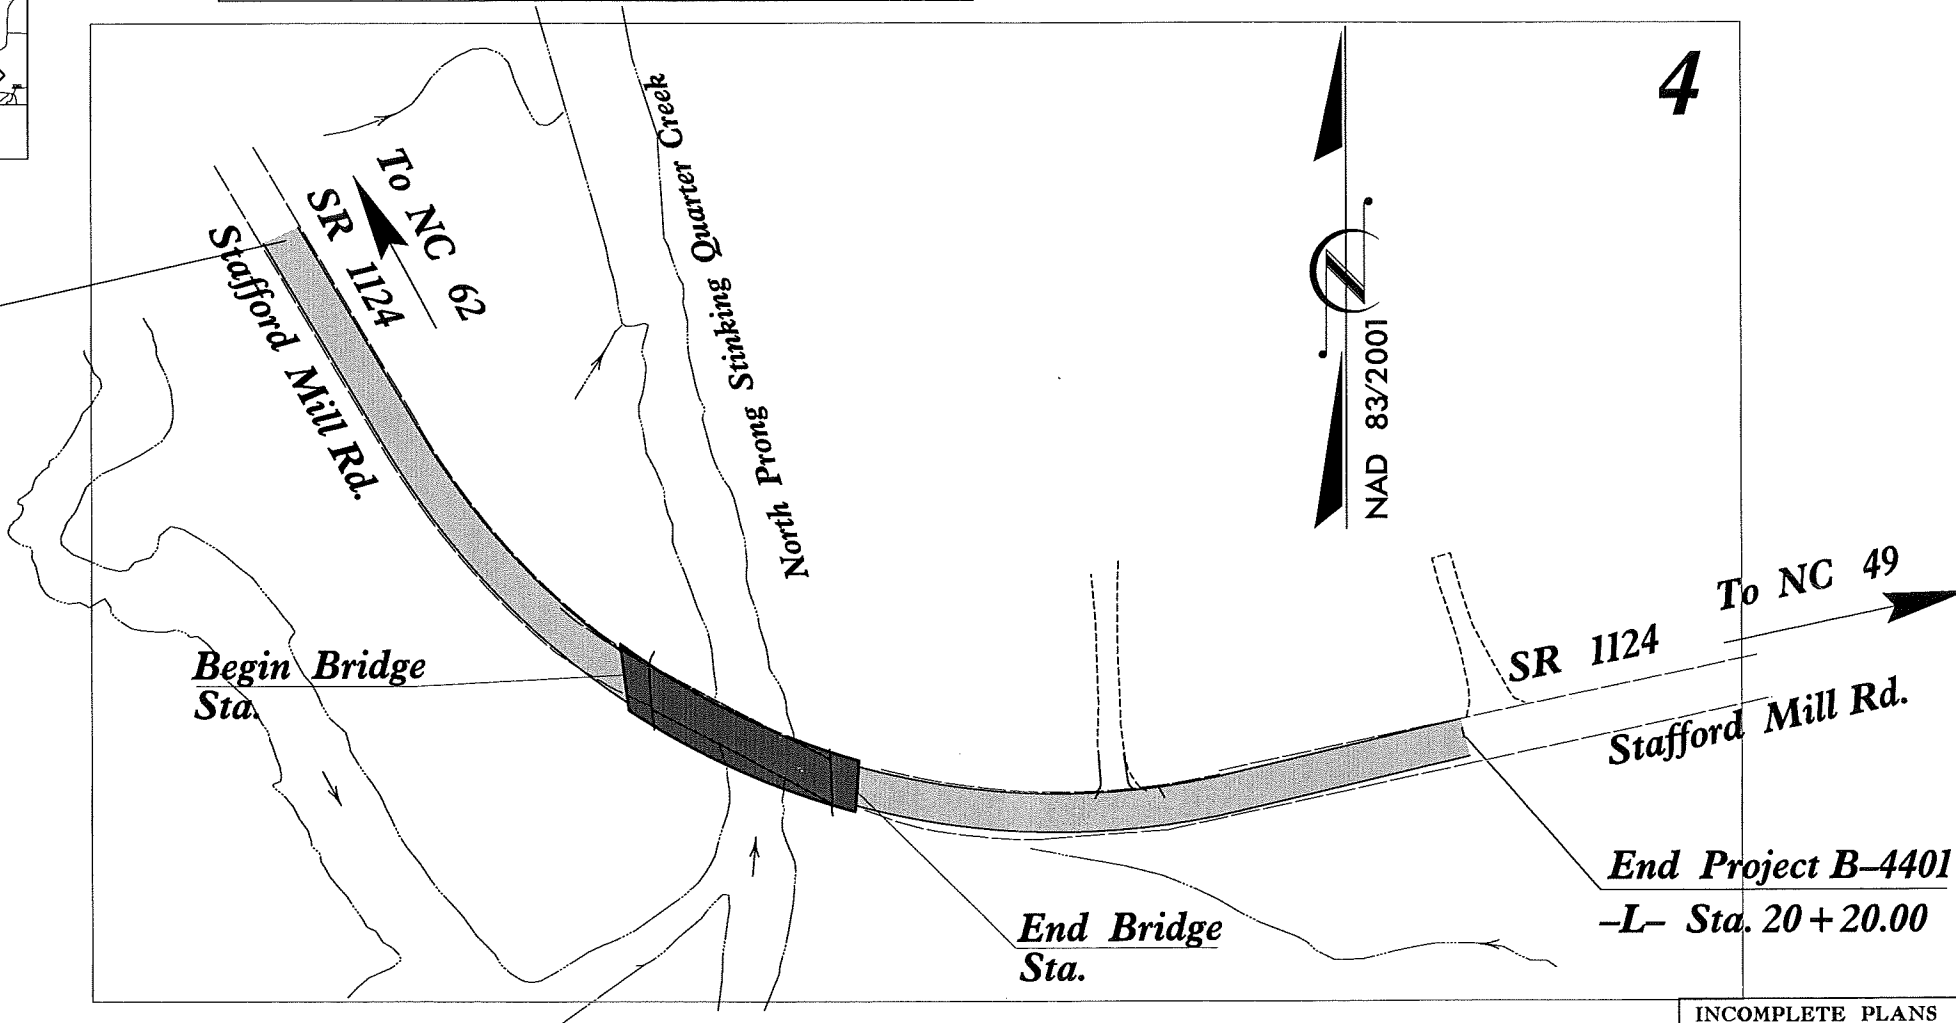 4
To NC 62
SR 1124
Stafford Mill Rd.
North Prong Stinking Quarter Creek
N
NAD 83/2001
To NC 49
SR 1124
Stafford Mill Rd.
Begin Bridge
Sta.
End Bridge
Sta.
End Project B–4401
–L– Sta. 20+20.00
INCOMPLETE PLANS